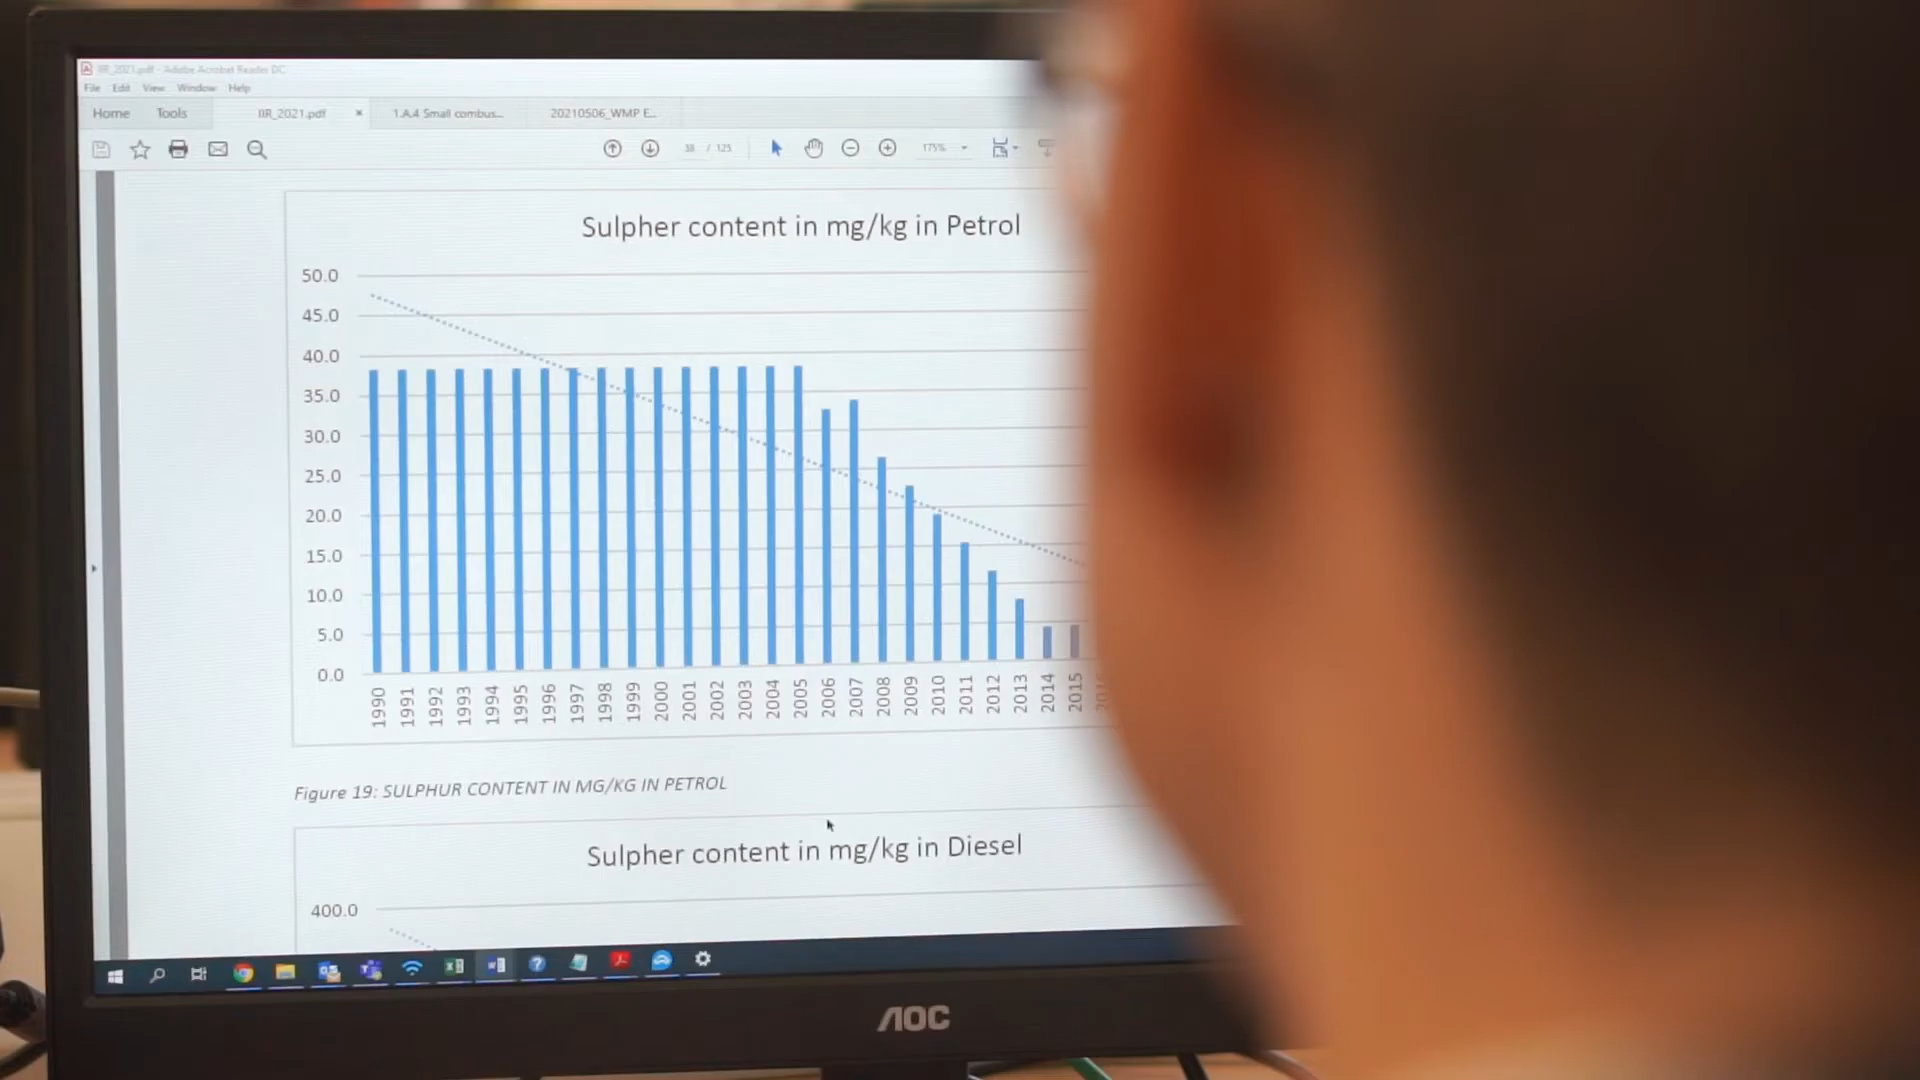 IIR_2021.pdf - Adobe Acrobat Reader DC
File Edit View Window Help
Home Tools IIR_2021.pdf × 1.A.4 Small combus... 20210506_WMP E...
38 / 125 175%
Sulpher content in mg/kg in Petrol
50.0
45.0
40.0
35.0
30.0
25.0
20.0
15.0
10.0
5.0
0.0
1990 1991 1992 1993 1994 1995 1996 1997 1998 1999 2000 2001 2002 2003 2004 2005 2006 2007 2008 2009 2010 2011 2012 2013 2014 2015 2016
Figure 19: SULPHUR CONTENT IN MG/KG IN PETROL
Sulpher content in mg/kg in Diesel
400.0
AOC